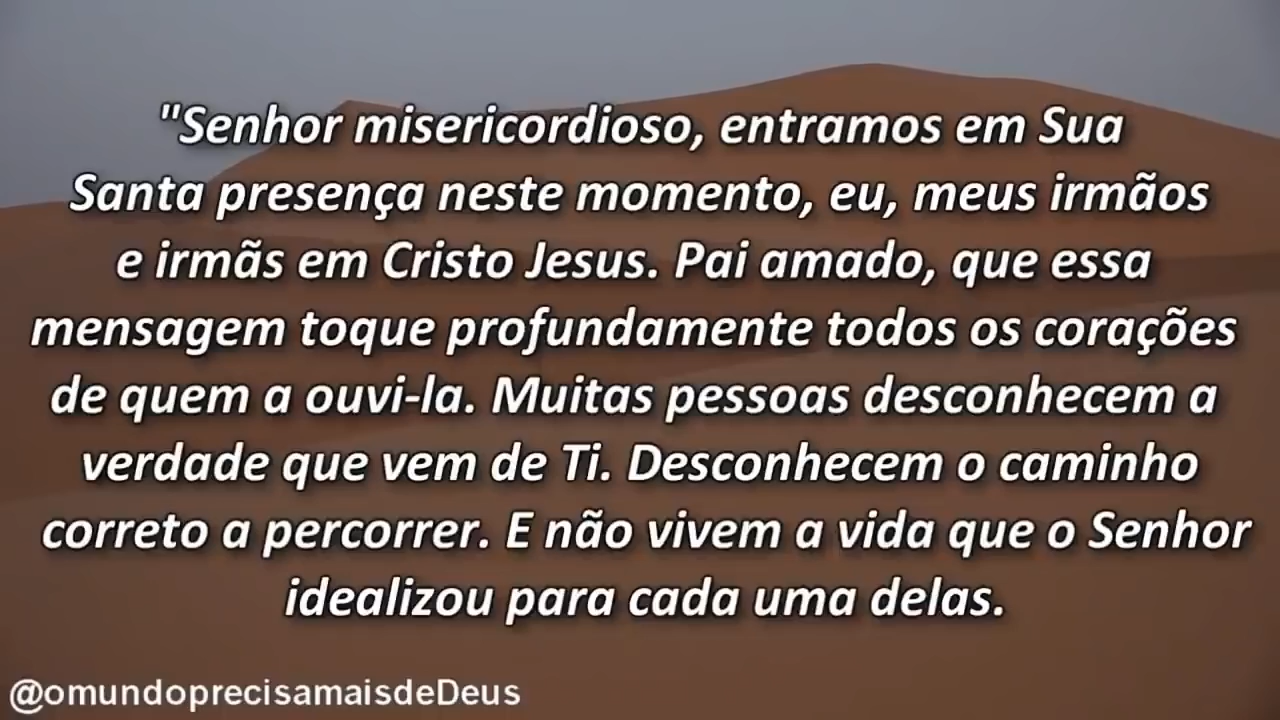 "Senhor misericordioso, entramos em Sua
Santa presença neste momento, eu, meus irmãos
e irmãs em Cristo Jesus. Pai amado, que essa
mensagem toque profundamente todos os corações
de quem a ouvi-la. Muitas pessoas desconhecem a
verdade que vem de Ti. Desconhecem o caminho
correto a percorrer. E não vivem a vida que o Senhor
idealizou para cada uma delas.
@omundoprecisamaisdeDeus